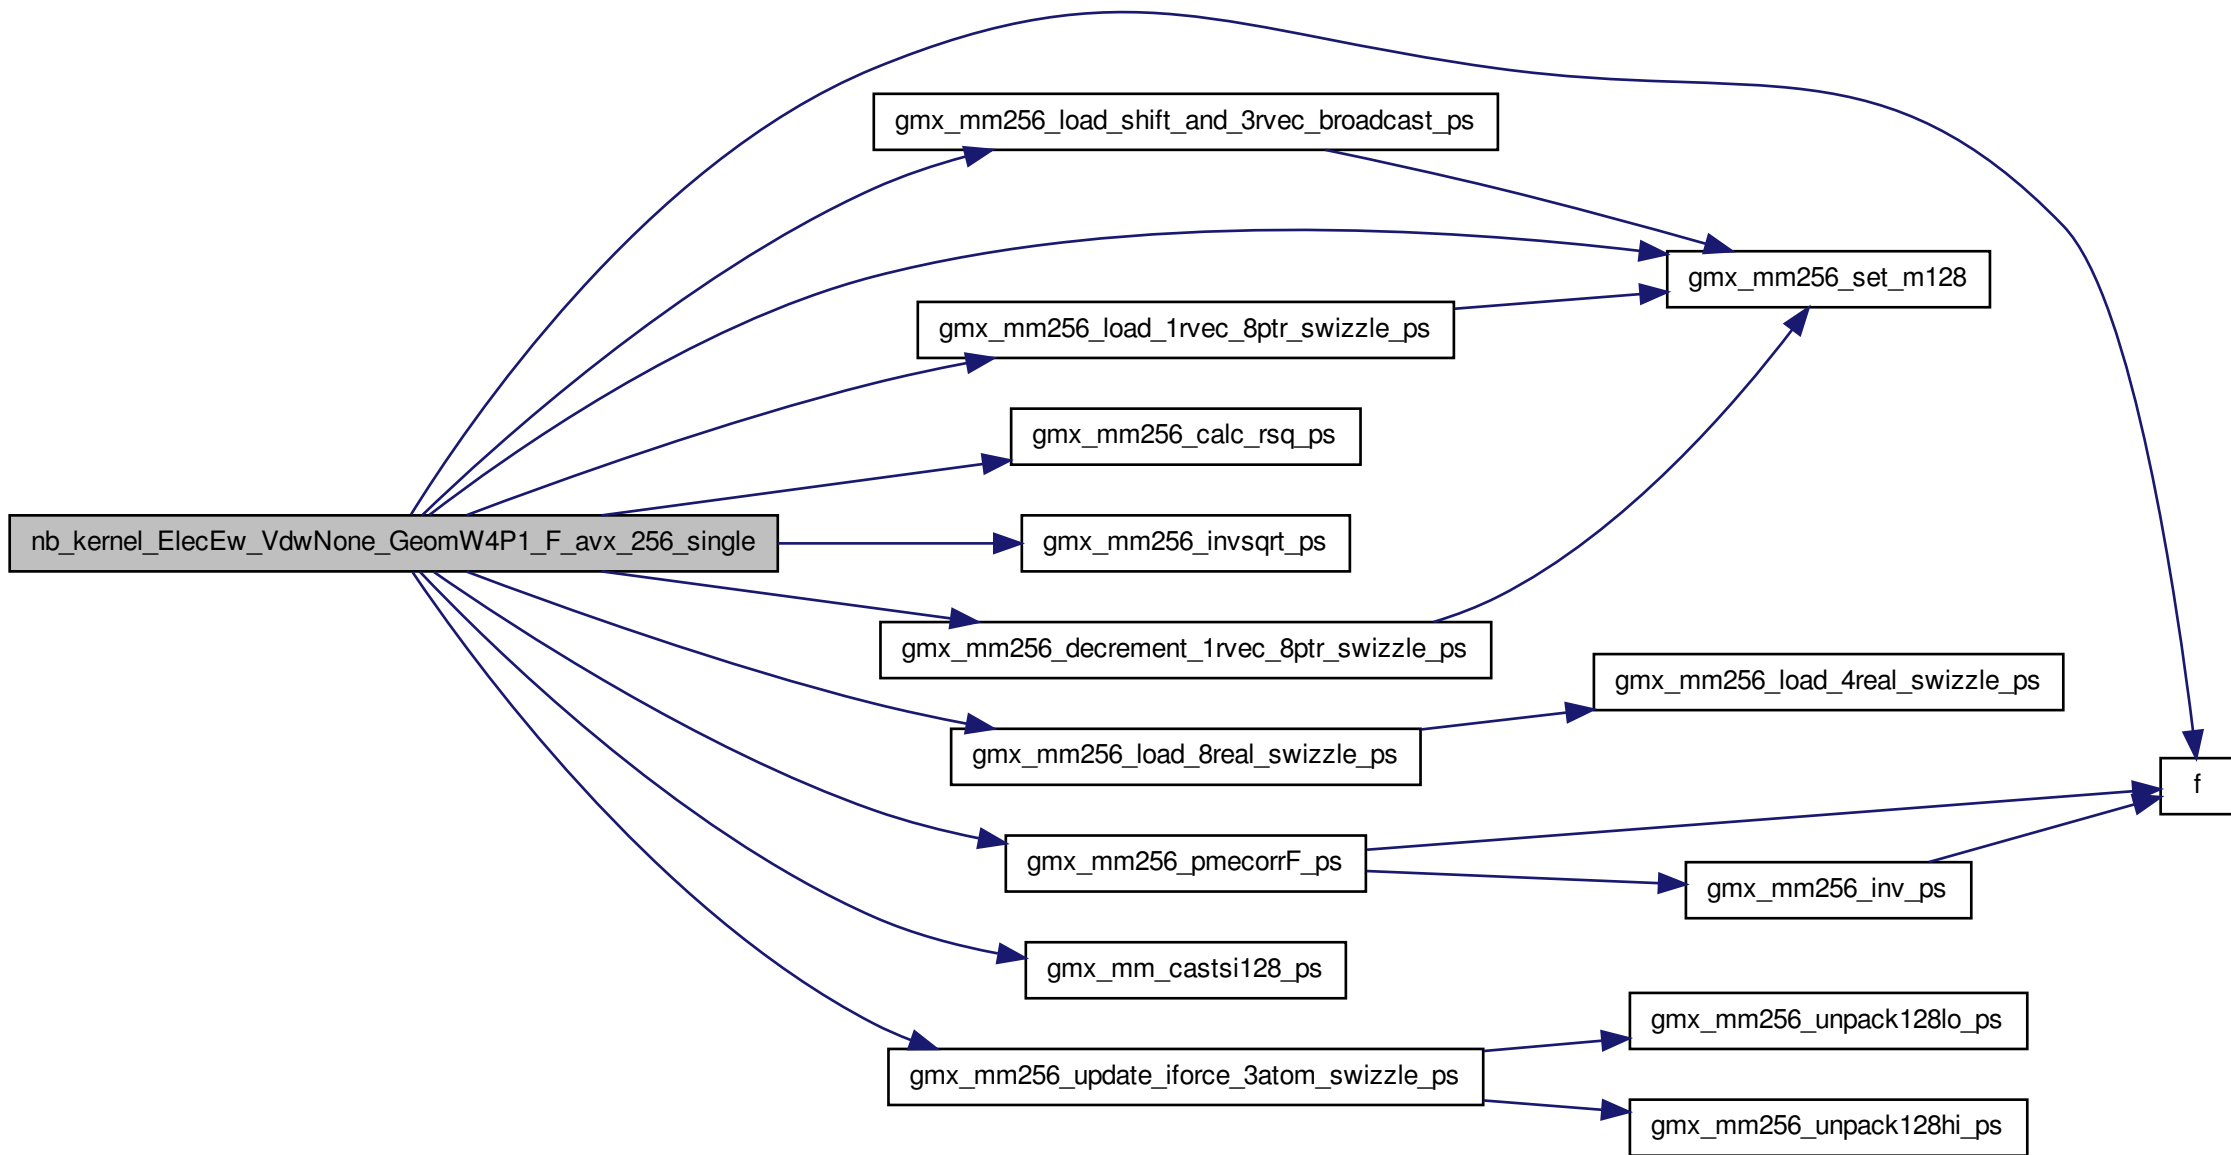 gmx_mm256_load_shift_and_3rvec_broadcast_ps
gmx_mm256_set_m128
gmx_mm256_load_1rvec_8ptr_swizzle_ps
gmx_mm256_calc_rsq_ps
nb_kernel_ElecEw_VdwNone_GeomW4P1_F_avx_256_single
gmx_mm256_invsqrt_ps
gmx_mm256_decrement_1rvec_8ptr_swizzle_ps
gmx_mm256_load_4real_swizzle_ps
gmx_mm256_load_8real_swizzle_ps
f
gmx_mm256_pmecorrF_ps
gmx_mm256_inv_ps
gmx_mm_castsi128_ps
gmx_mm256_unpack128lo_ps
gmx_mm256_update_iforce_3atom_swizzle_ps
gmx_mm256_unpack128hi_ps